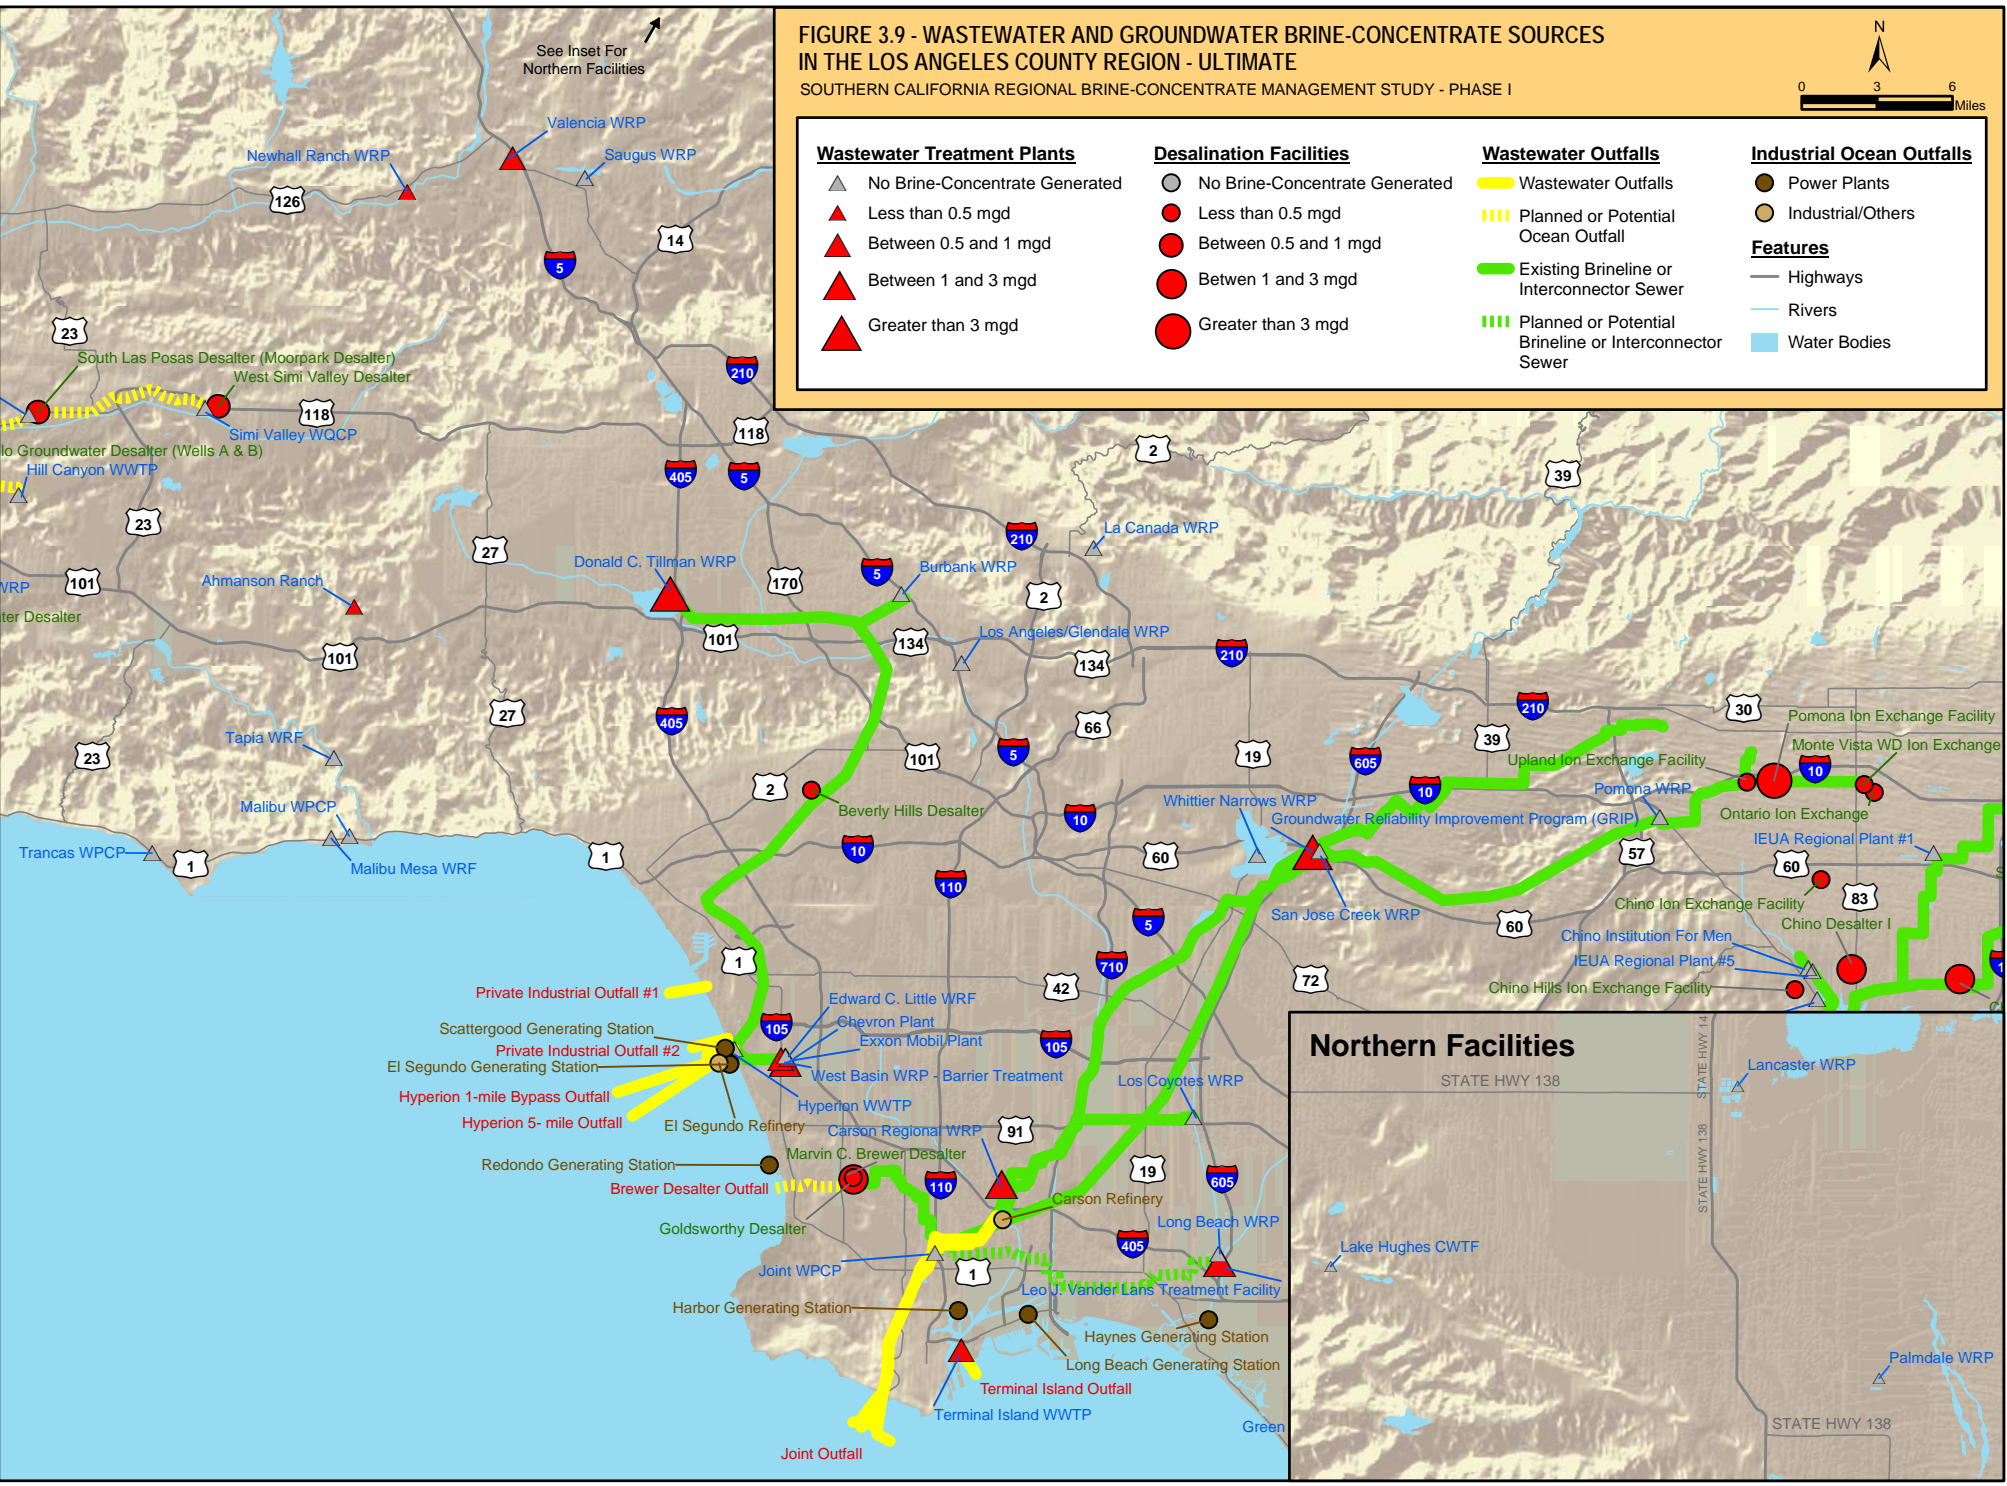 FIGURE 3.9 - WASTEWATER AND GROUNDWATER BRINE-CONCENTRATE SOURCES
IN THE LOS ANGELES COUNTY REGION - ULTIMATE
SOUTHERN CALIFORNIA REGIONAL BRINE-CONCENTRATE MANAGEMENT STUDY - PHASE I
N
0 3 6
Miles
Wastewater Treatment Plants
No Brine-Concentrate Generated
Less than 0.5 mgd
Between 0.5 and 1 mgd
Between 1 and 3 mgd
Greater than 3 mgd
Desalination Facilities
No Brine-Concentrate Generated
Less than 0.5 mgd
Between 0.5 and 1 mgd
Betwen 1 and 3 mgd
Greater than 3 mgd
Wastewater Outfalls
Wastewater Outfalls
Planned or Potential
Ocean Outfall
Existing Brineline or
Interconnector Sewer
Planned or Potential
Brineline or Interconnector
Sewer
Industrial Ocean Outfalls
Power Plants
Industrial/Others
Features
Highways
Rivers
Water Bodies
See Inset For
Northern Facilities
Valencia WRP
Newhall Ranch WRP
Saugus WRP
126
14
5
23
South Las Posas Desalter (Moorpark Desalter)
West Simi Valley Desalter
210
118
118
Simi Valley WQCP
lo Groundwater Desalter (Wells A & B)
Hill Canyon WWTP
2
39
405
5
23
27
210
La Canada WRP
Donald C. Tillman WRP
170
5
Burbank WRP
WRP
101
Ahmanson Ranch
2
ter Desalter
101
134
Los Angeles/Glendale WRP
101
134
210
27
405
66
210
30
Pomona Ion Exchange Facility
Tapia WRF
23
101
5
19
605
39
Monte Vista WD Ion Exchange
Upland Ion Exchange Facility
10
2
10
Pomona WRP
Malibu WPCP
Beverly Hills Desalter
10
Whittier Narrows WRP
Groundwater Reliability Improvement Program (GRIP)
Ontario Ion Exchange
IEUA Regional Plant #1
Trancas WPCP
1
Malibu Mesa WRF
1
10
60
57
60
110
83
Chino Ion Exchange Facility
San Jose Creek WRP
5
60
Chino Desalter I
Chino Institution For Men
1
710
IEUA Regional Plant #5
72
42
Chino Hills Ion Exchange Facility
Private Industrial Outfall #1
Edward C. Little WRF
Scattergood Generating Station
105
Chevron Plant
Private Industrial Outfall #2
Exxon Mobil Plant
105
El Segundo Generating Station
West Basin WRP - Barrier Treatment
Los Coyotes WRP
Hyperion 1-mile Bypass Outfall
Hyperion WWTP
Hyperion 5- mile Outfall
El Segundo Refinery
Carson Regional WRP
91
Marvin C. Brewer Desalter
Redondo Generating Station
19
605
Brewer Desalter Outfall
110
Carson Refinery
Goldsworthy Desalter
Long Beach WRP
405
Joint WPCP
1
Leo J. Vander Lans Treatment Facility
Harbor Generating Station
Haynes Generating Station
Long Beach Generating Station
Terminal Island Outfall
Terminal Island WWTP
Green
Joint Outfall
Northern Facilities
STATE HWY 138
STATE HWY 14
Lancaster WRP
STATE HWY 138
STATE HWY 138
Lake Hughes CWTF
Palmdale WRP
STATE HWY 138